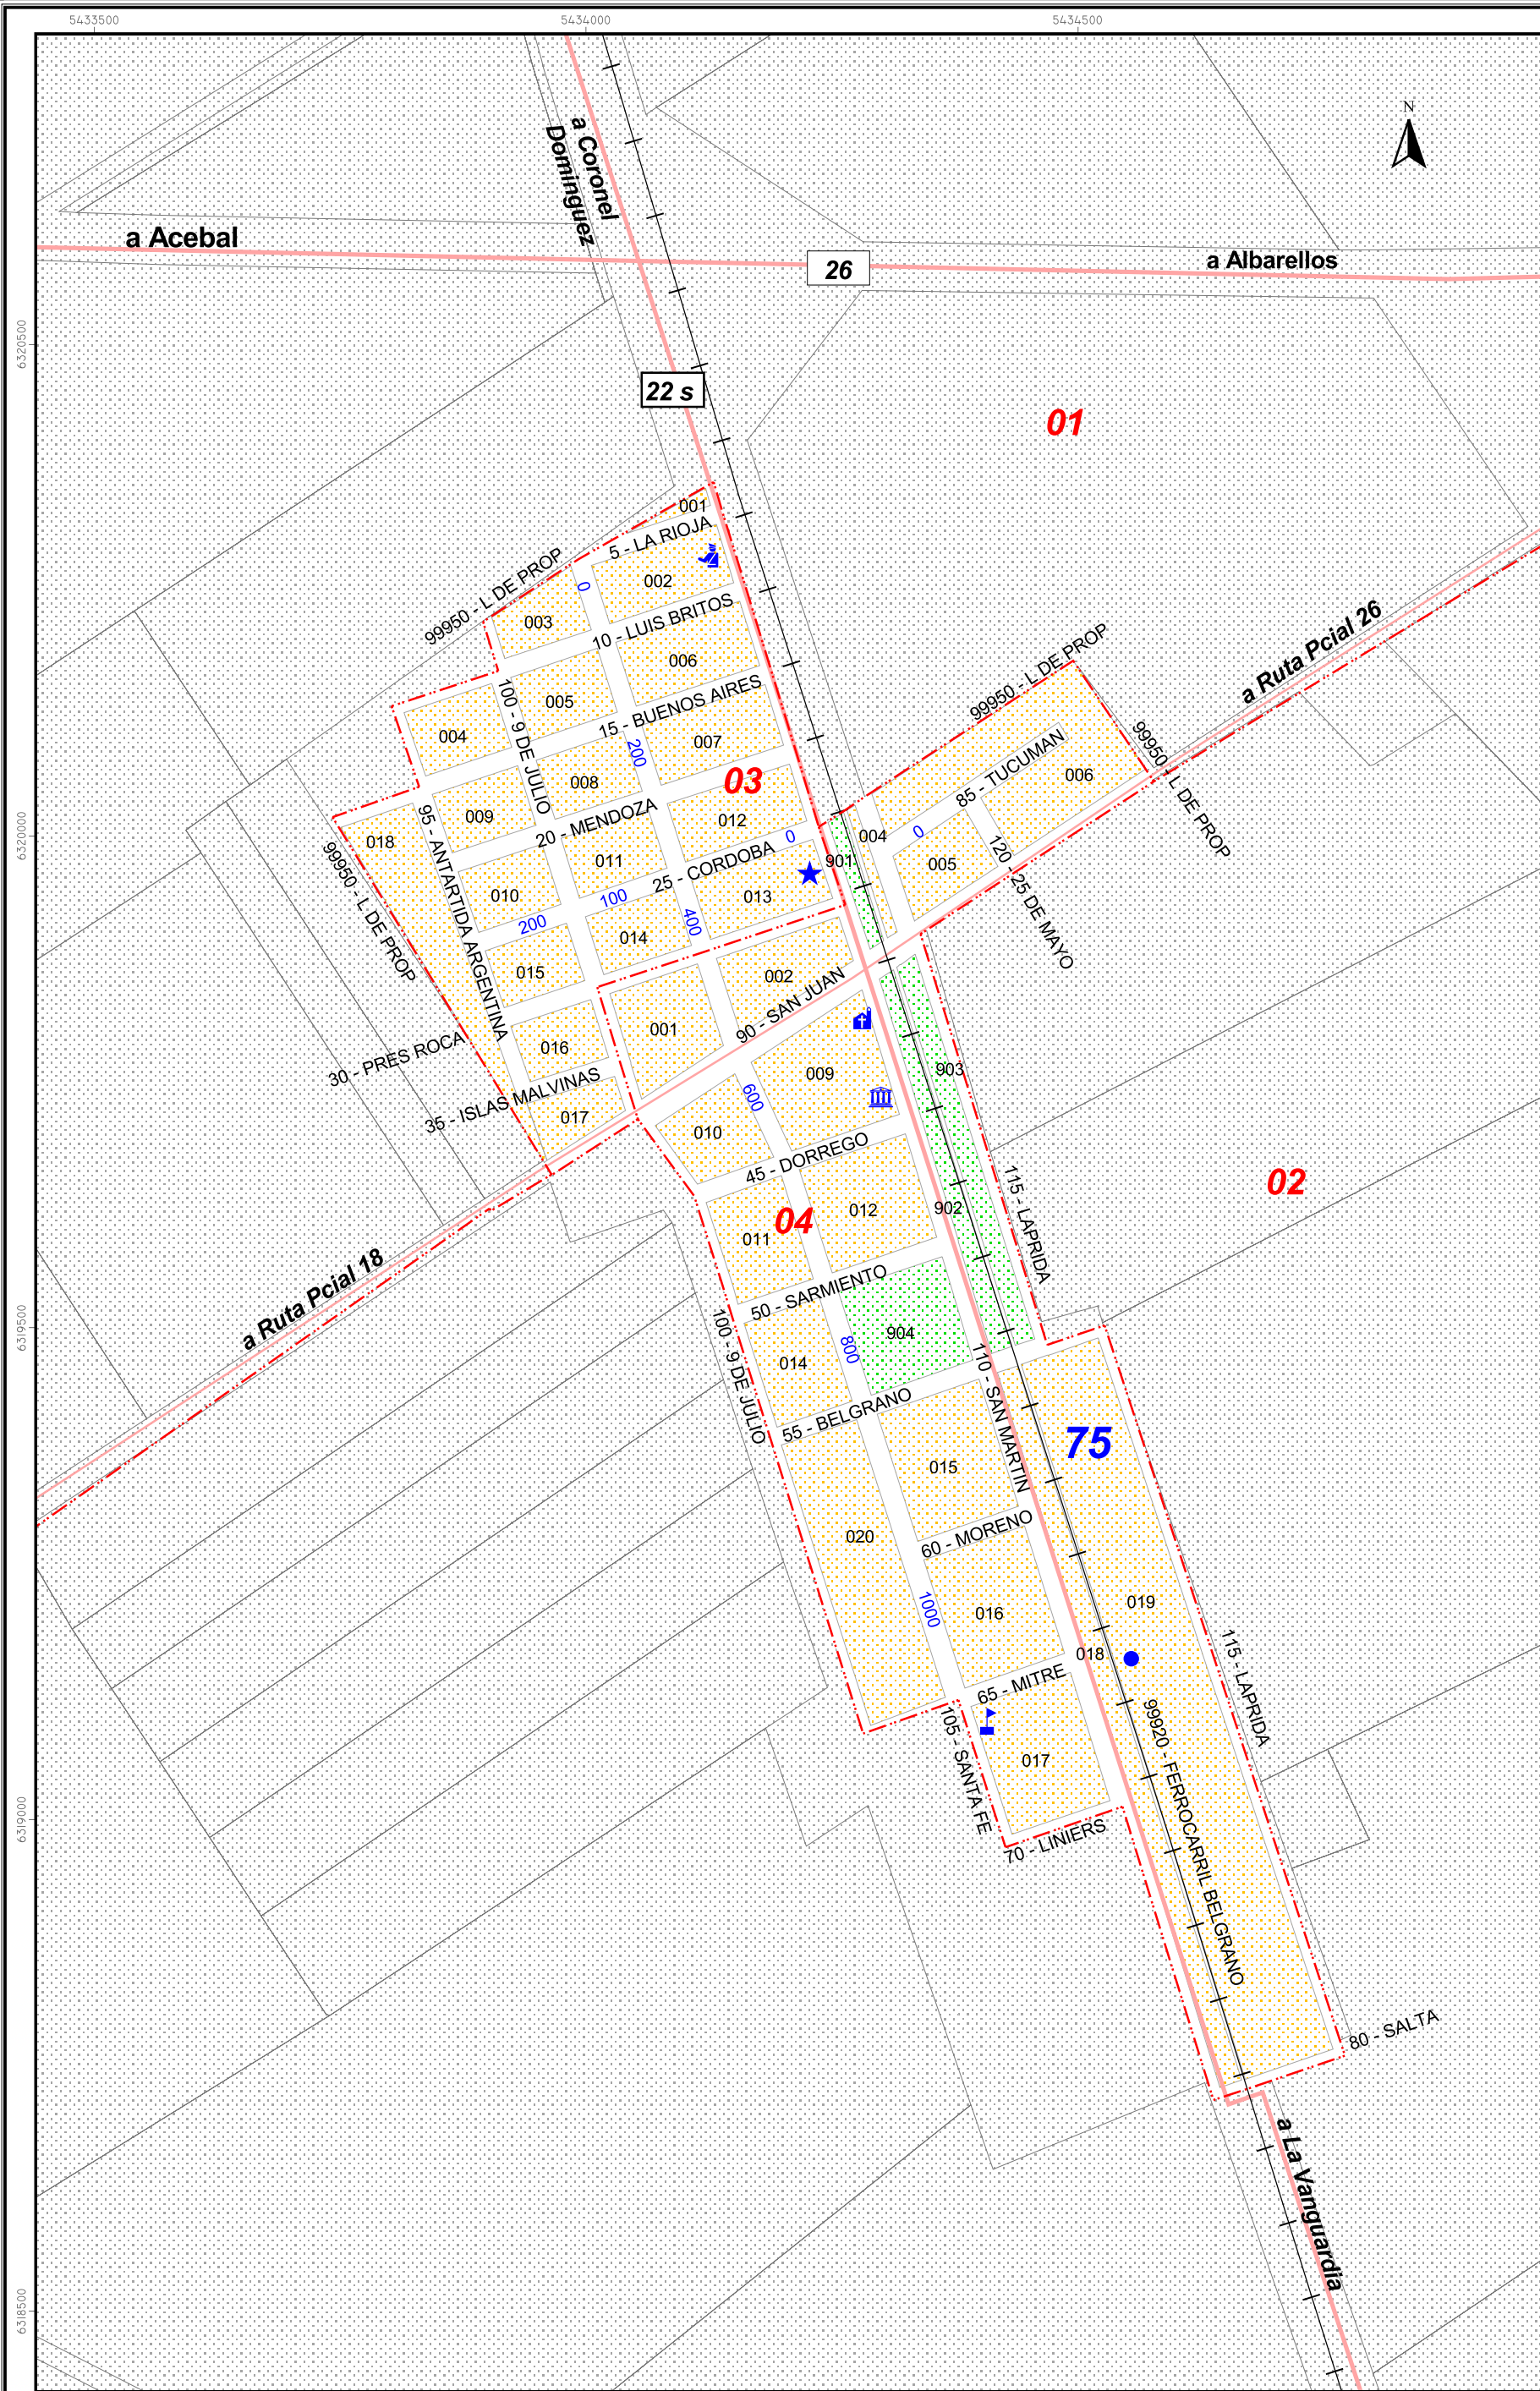 5433500
5434000
5434500
N
a Coronel
Dominguez
a Acebal
26
a Albarellos
6320500
22 s
01
001
5 - LA RIOJA
99950 - L DE PROP
0
002
003
10 - LUIS BRITOS
006
99950 - L DE PROP
a Ruta Pcial 26
100 - 9 DE JULIO
005
15 - BUENOS AIRES
004
200
007
99950 - L DE PROP
03
008
85 - TUCUMAN
006
6320000
018
95 - ANTARTIDA ARGENTINA
009
20 - MENDOZA
012
0
004
0
99950 - L DE PROP
011
25 - CORDOBA
901
005
120 - 25 DE MAYO
010
100
013
200
400
014
015
002
90 - SAN JUAN
001
30 - PRES ROCA
016
009
903
35 - ISLAS MALVINAS
017
600
010
45 - DORREGO
115 - LAPRIDA
02
04
012
902
011
a Ruta Pcial 18
50 - SARMIENTO
6319500
100 - 9 DE JULIO
904
800
014
110 - SAN MARTIN
55 - BELGRANO
75
015
60 - MORENO
020
1000
016
019
018
115 - LAPRIDA
65 - MITRE
105 - SANTA FE
99920 - FERROCARRIL BELGRANO
017
6319000
70 - LINIERS
80 - SALTA
a La Vanguardia
6318500